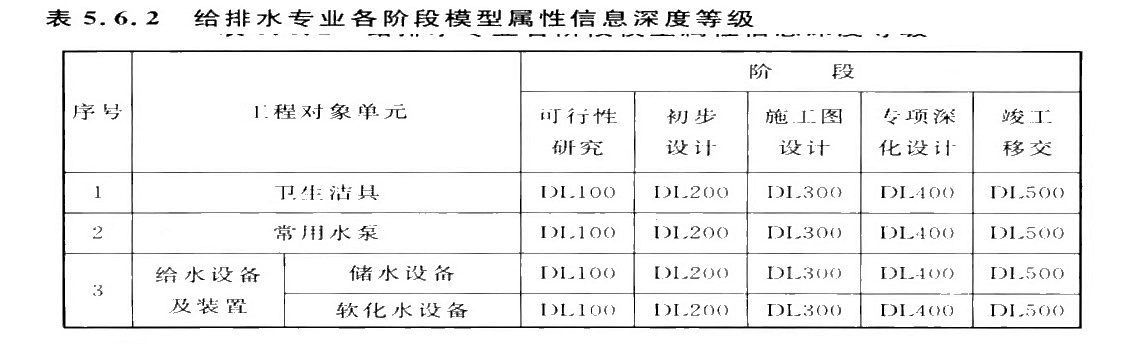 表 5.6.2 给排水专业各阶段模型属性信息深度等级
序号 工程对象单元 阶 段
可行性研究 初步设计 施工图设计 专项深化设计 竣工移交
1 卫生洁具 DL100 DL200 DL300 DL400 DL500
2 常用水泵 DL100 DL200 DL300 DL400 DL500
3 给水设备及装置 储水设备 DL100 DL200 DL300 DL400 DL500
软化水设备 DL100 DL200 DL300 DL400 DL500